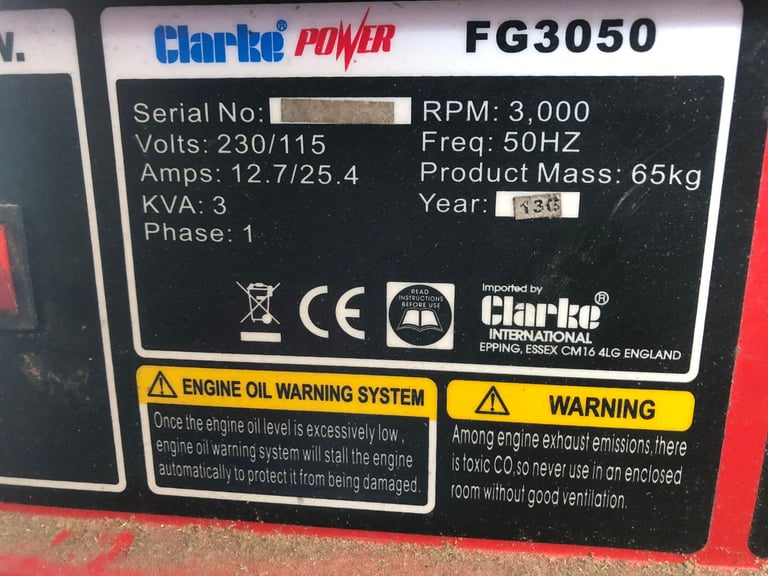 Clarke® POWER FG3050
Serial No:
Volts: 230/115
Amps: 12.7/25.4
KVA: 3
Phase: 1
RPM: 3,000
Freq: 50HZ
Product Mass: 65kg
Year: 13G
CE
READ
INSTRUCTIONS
BEFORE USE
Imported by
Clarke®
INTERNATIONAL
EPPING, ESSEX CM16 4LG ENGLAND
ENGINE OIL WARNING SYSTEM
Once the ehgine oil level is excessively low,
engine oil warning system will stall the engine
automatically to protect it from being damaged.
WARNING
Among engine exhaust emissions, there
is toxic CO, so never use in an enclosed
room without good ventilation.